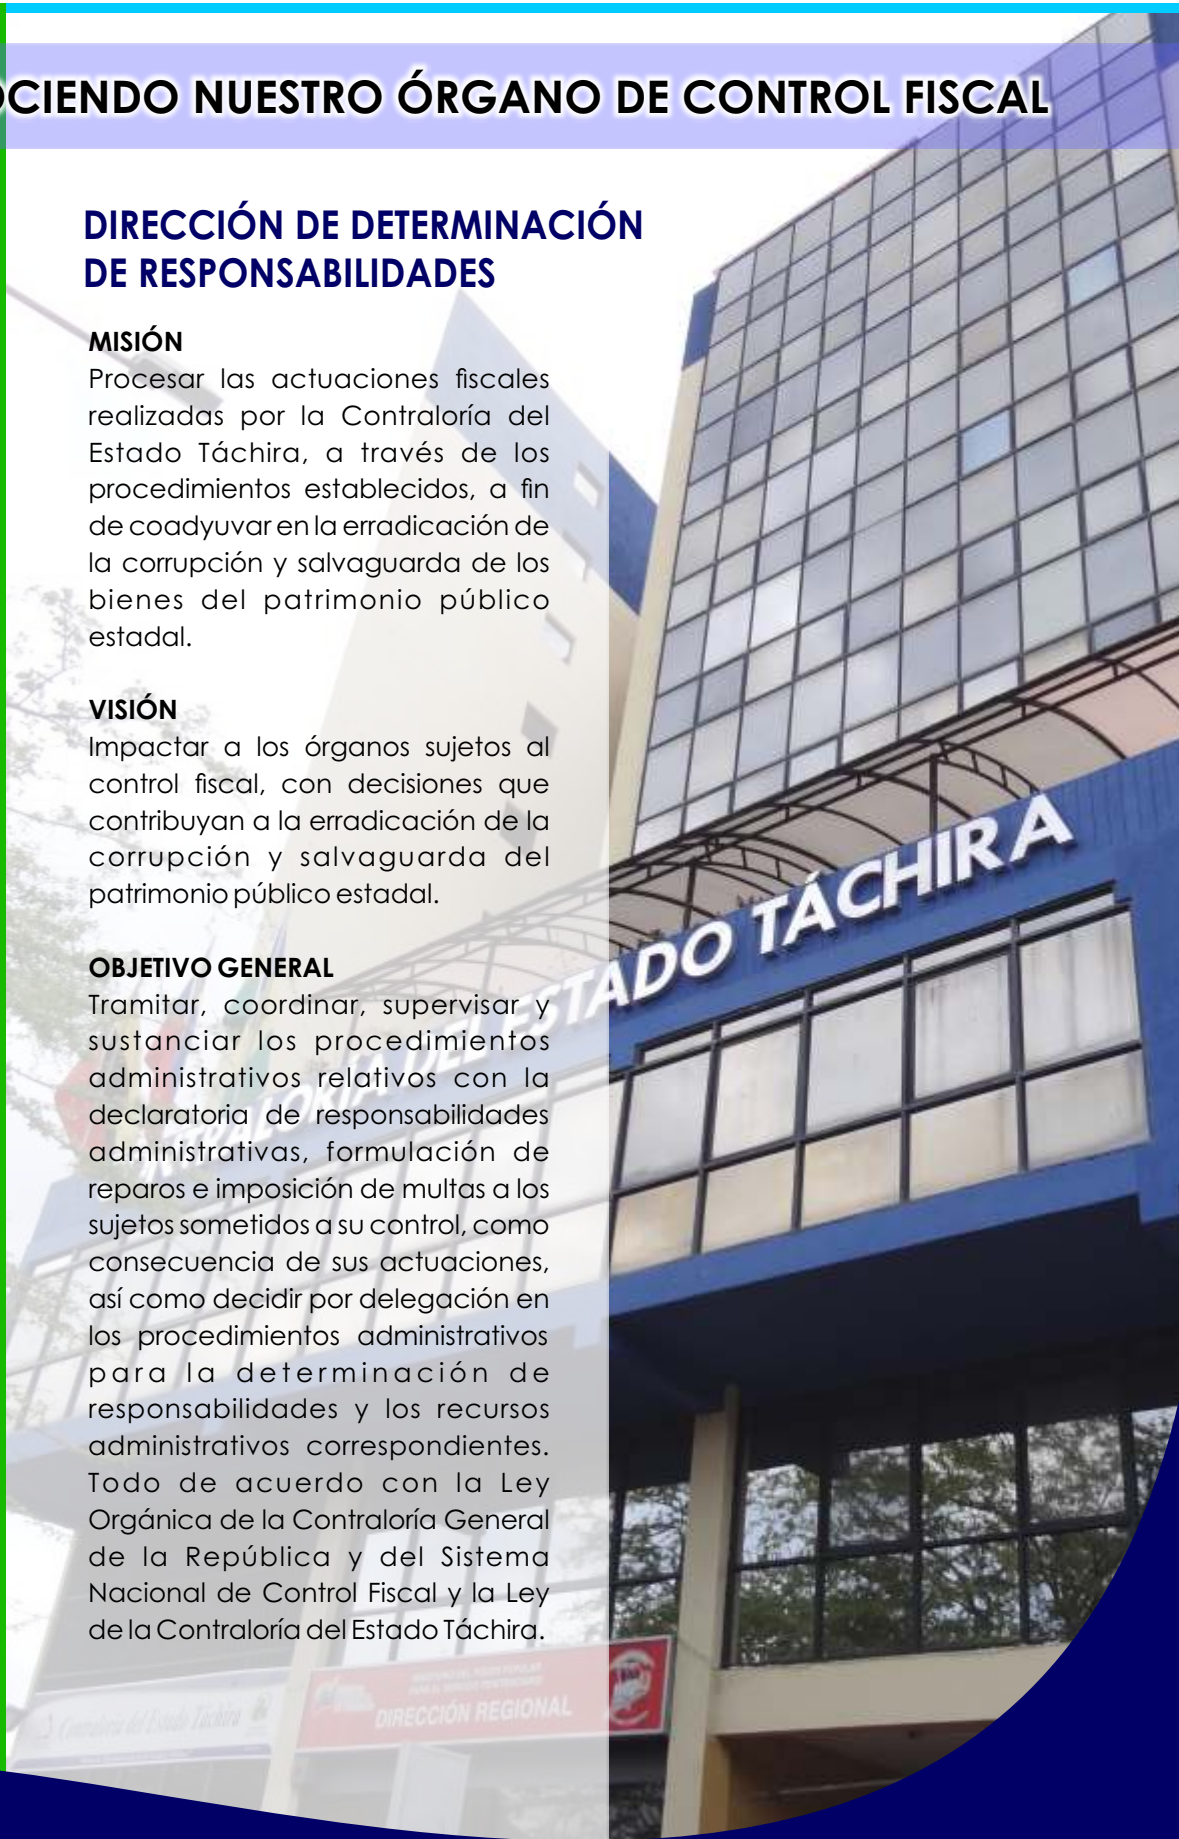 OCIENDO NUESTRO ÓRGANO DE CONTROL FISCAL
DIRECCIÓN DE DETERMINACIÓN
DE RESPONSABILIDADES
MISIÓN
Procesar las actuaciones fiscales
realizadas por la Contraloría del
Estado Táchira, a través de los
procedimientos establecidos, a fin
de coadyuvar en la erradicación de
la corrupción y salvaguarda de los
bienes del patrimonio público
estadal.
VISIÓN
Impactar a los órganos sujetos al
control fiscal, con decisiones que
contribuyan a la erradicación de la
corrupción y salvaguarda del
patrimonio público estadal.
OBJETIVO GENERAL
Tramitar, coordinar, supervisar y
sustanciar los procedimientos
administrativos relativos con la
declaratoria de responsabilidades
administrativas, formulación de
reparos e imposición de multas a los
sujetos sometidos a su control, como
consecuencia de sus actuaciones,
así como decidir por delegación en
los procedimientos administrativos
para la determinación de
responsabilidades y los recursos
administrativos correspondientes.
Todo de acuerdo con la Ley
Orgánica de la Contraloría General
de la República y del Sistema
Nacional de Control Fiscal y la Ley
de la Contraloría del Estado Táchira.
CONTRALORÍA DEL ESTADO TÁCHIRA
Contraloría del Estado Táchira
DIRECCIÓN REGIONAL